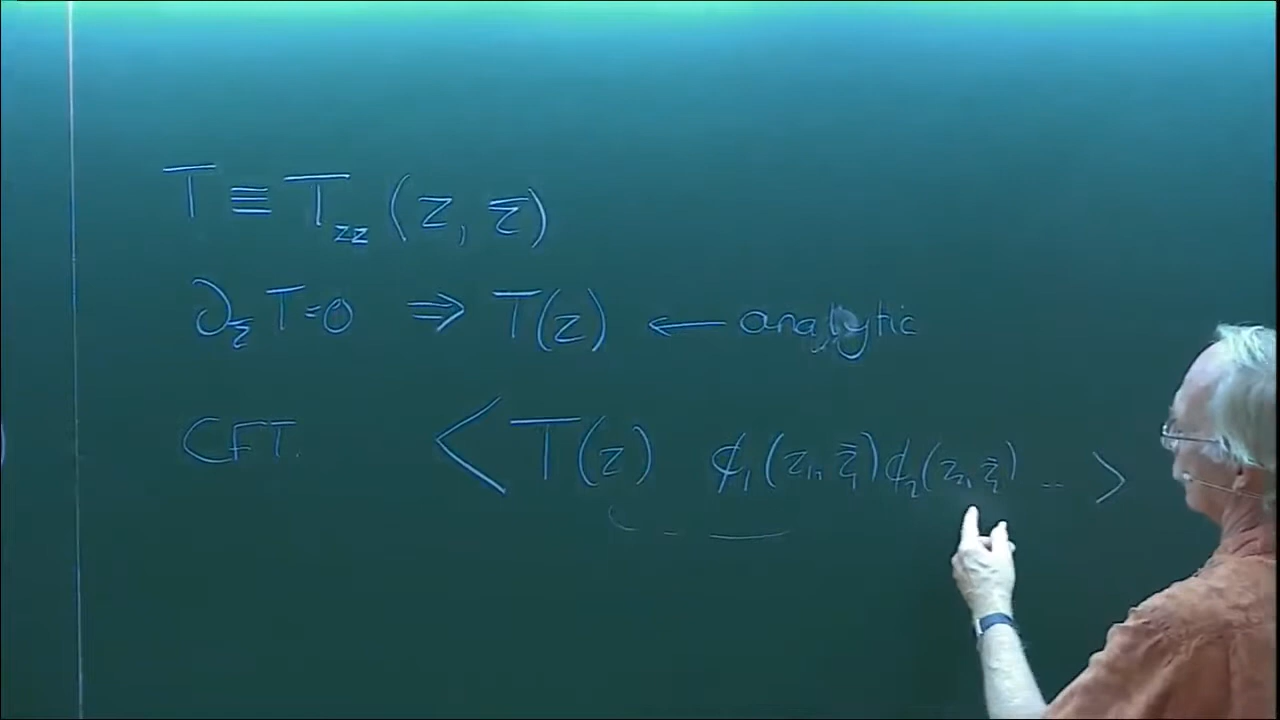 T ≡ T_zz (z, z̄)
∂_z̄ T = 0 ⇒ T(z) ← analytic
CFT. < T(z) ϕ₁(z₁, z̄₁) ϕ₂(z₂, z̄₂) .. >